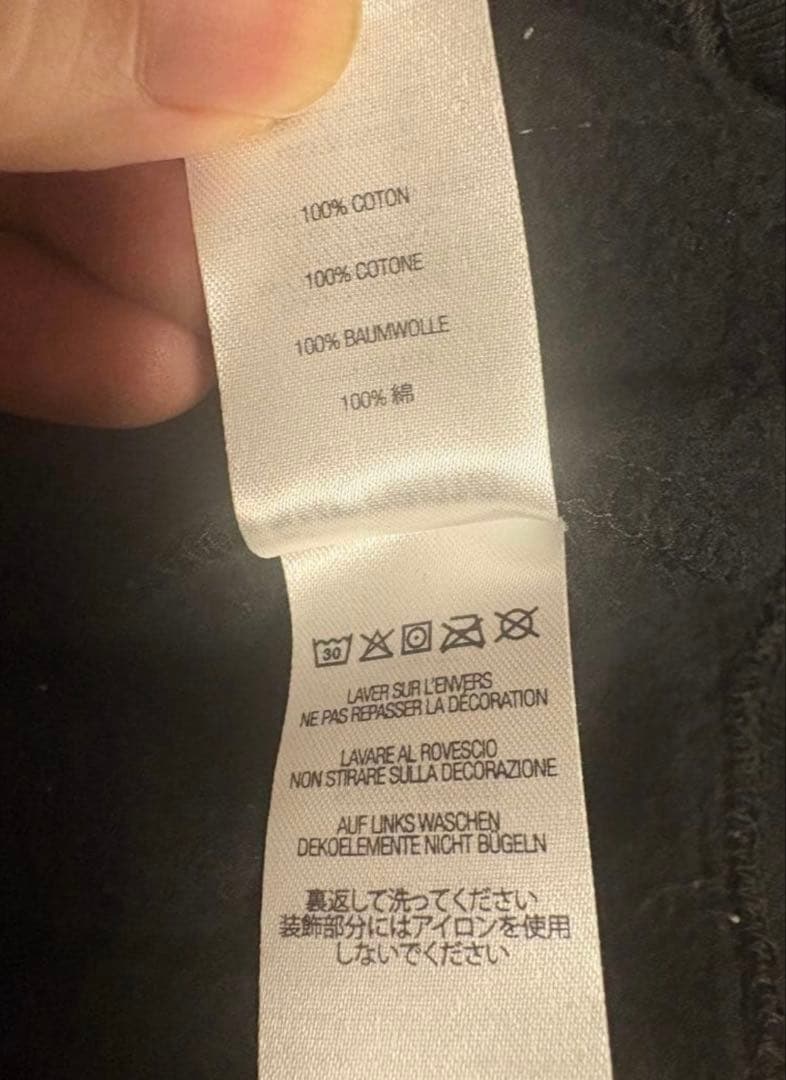 100% COTON
100% COTONE
100% BAUMWOLLE
100% 綿
30
LAVER SUR L'ENVERS
NE PAS REPASSER LA DÉCORATION
LAVARE AL ROVESCIO
NON STIRARE SULLA DECORAZIONE
AUF LINKS WASCHEN
DEKOELEMENTE NICHT BÜGELN
裏返しで洗ってください
装飾部分にはアイロンを使用
しないでください